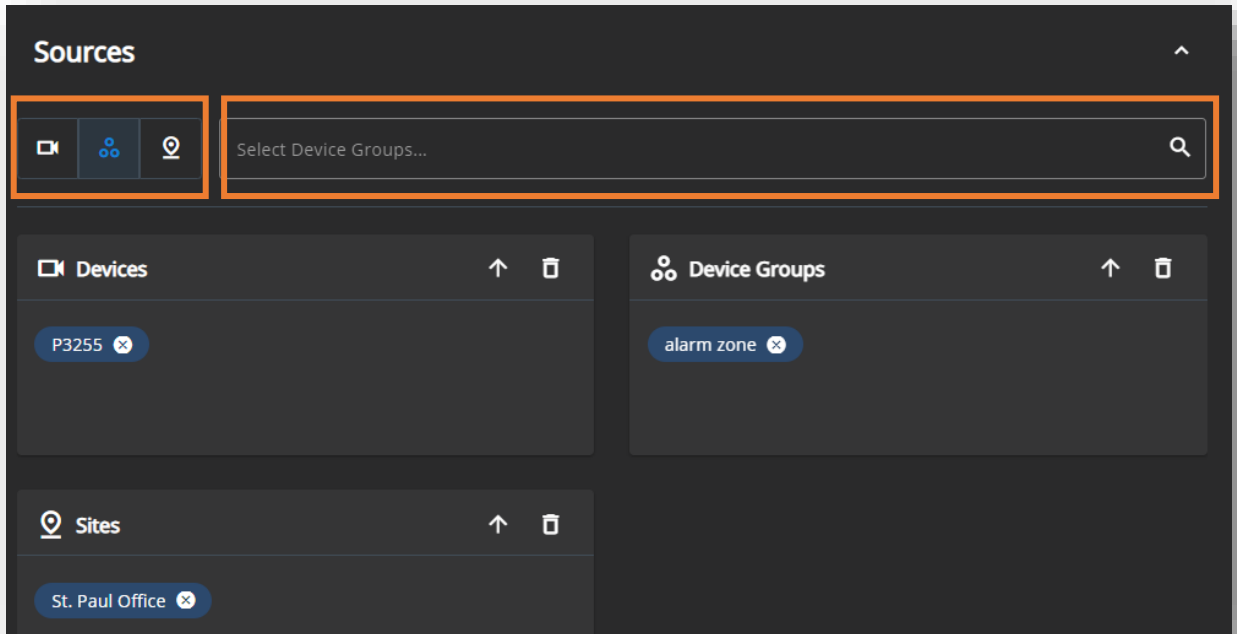 Sources
Select Device Groups...
Devices
P3255
Device Groups
alarm zone
Sites
St. Paul Office